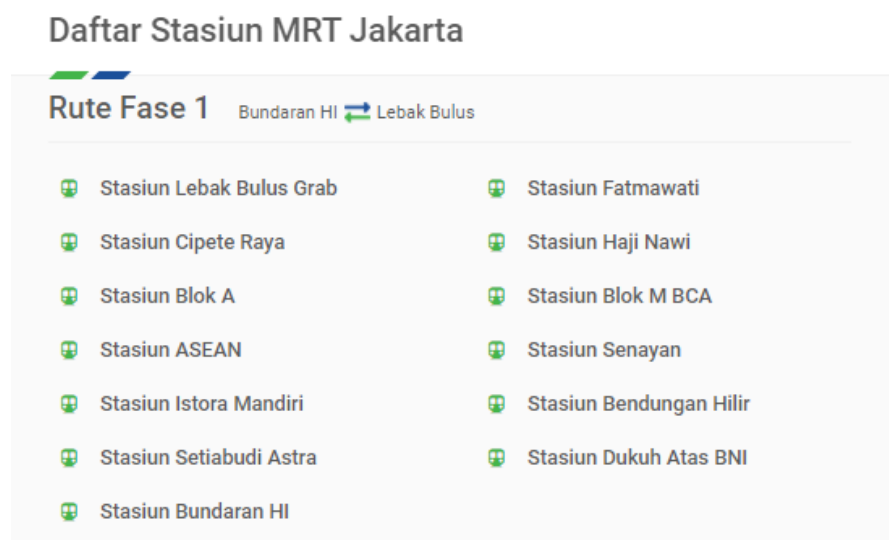 Daftar Stasiun MRT Jakarta
Rute Fase 1 Bundaran HI Lebak Bulus
Stasiun Lebak Bulus Grab Stasiun Fatmawati
Stasiun Cipete Raya Stasiun Haji Nawi
Stasiun Blok A Stasiun Blok M BCA
Stasiun ASEAN Stasiun Senayan
Stasiun Istora Mandiri Stasiun Bendungan Hilir
Stasiun Setiabudi Astra Stasiun Dukuh Atas BNI
Stasiun Bundaran HI